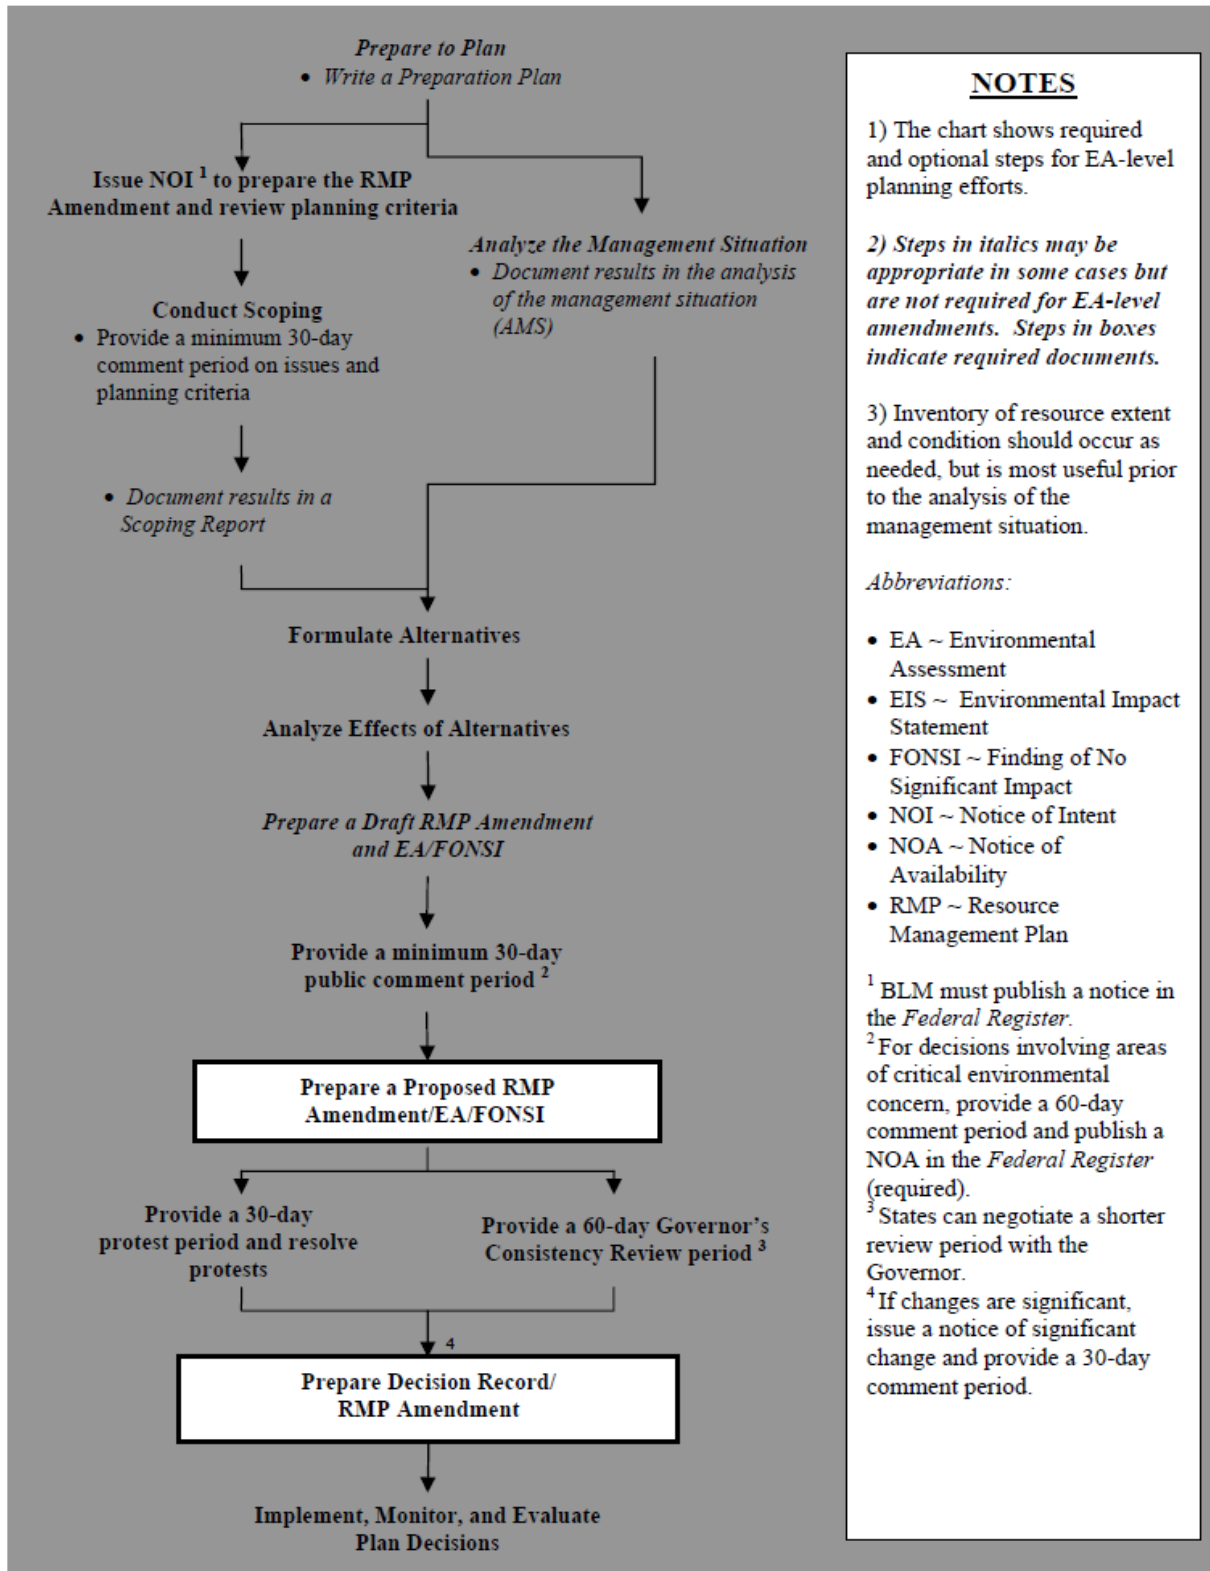 Prepare to Plan
• Write a Preparation Plan
Issue NOI 1 to prepare the RMP
Amendment and review planning criteria
Analyze the Management Situation
• Document results in the analysis
of the management situation
(AMS)
Conduct Scoping
• Provide a minimum 30-day
comment period on issues and
planning criteria
• Document results in a
Scoping Report
Formulate Alternatives
Analyze Effects of Alternatives
Prepare a Draft RMP Amendment
and EA/FONSI
Provide a minimum 30-day
public comment period 2
Prepare a Proposed RMP
Amendment/EA/FONSI
Provide a 30-day
protest period and resolve
protests
Provide a 60-day Governor's
Consistency Review period 3
4
Prepare Decision Record/
RMP Amendment
Implement, Monitor, and Evaluate
Plan Decisions
NOTES
1) The chart shows required
and optional steps for EA-level
planning efforts.
2) Steps in italics may be
appropriate in some cases but
are not required for EA-level
amendments. Steps in boxes
indicate required documents.
3) Inventory of resource extent
and condition should occur as
needed, but is most useful prior
to the analysis of the
management situation.
Abbreviations:
• EA ~ Environmental
Assessment
• EIS ~ Environmental Impact
Statement
• FONSI ~ Finding of No
Significant Impact
• NOI ~ Notice of Intent
• NOA ~ Notice of
Availability
• RMP ~ Resource
Management Plan
1 BLM must publish a notice in
the Federal Register.
2 For decisions involving areas
of critical environmental
concern, provide a 60-day
comment period and publish a
NOA in the Federal Register
(required).
3 States can negotiate a shorter
review period with the
Governor.
4 If changes are significant,
issue a notice of significant
change and provide a 30-day
comment period.